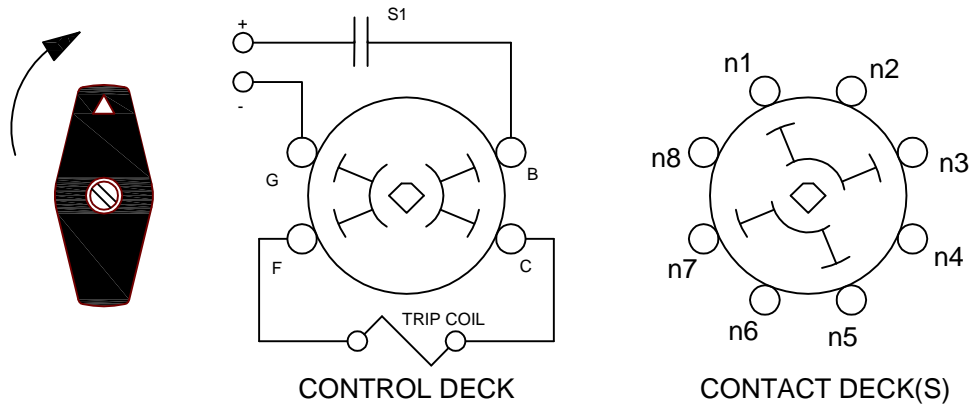 S1
+
-
G
B
F
C
TRIP COIL
CONTROL DECK
n1
n2
n8
n3
n7
n4
n6
n5
CONTACT DECK(S)